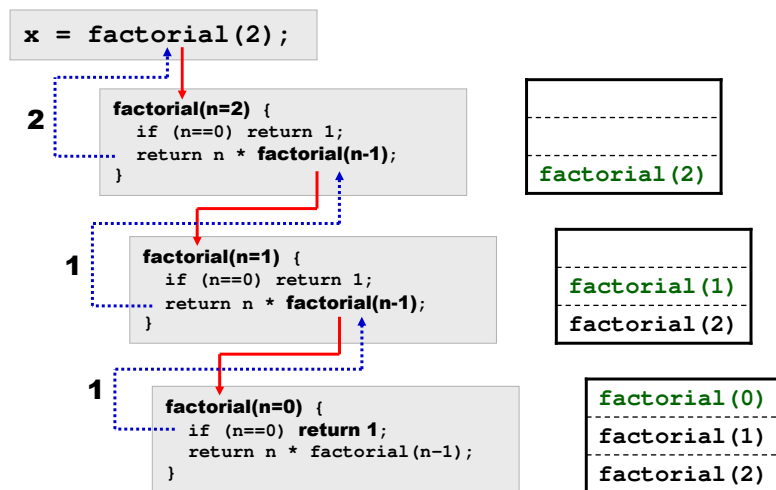 x = factorial(2);
2
factorial(n=2) {
if (n==0) return 1;
return n * factorial(n-1);
}
factorial(2)
1
factorial(n=1) {
if (n==0) return 1;
return n * factorial(n-1);
}
factorial(1)
factorial(2)
1
factorial(n=0) {
if (n==0) return 1;
return n * factorial(n–1);
}
factorial(0)
factorial(1)
factorial(2)